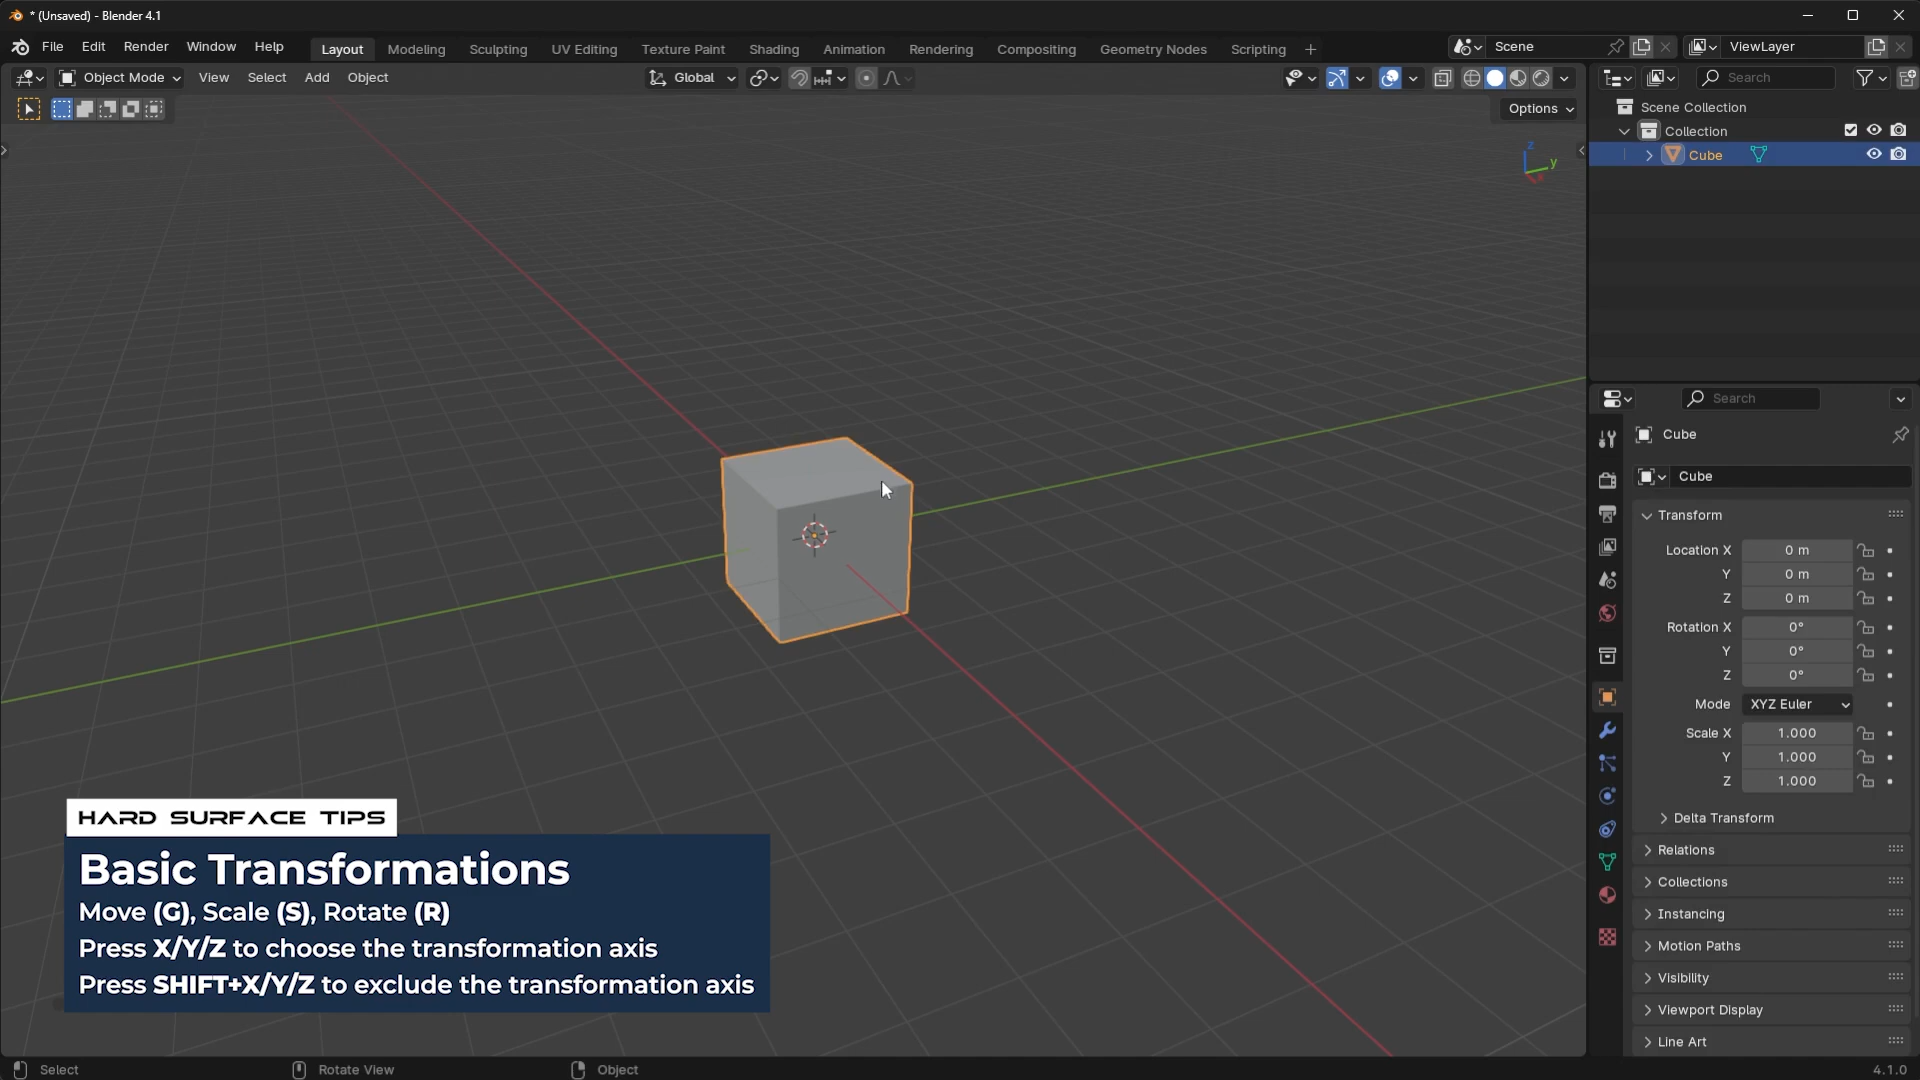 * (Unsaved) - Blender 4.1
File Edit Render Window Help
Layout Modeling Sculpting UV Editing Texture Paint Shading Animation Rendering Compositing Geometry Nodes Scripting +
Scene
ViewLayer
Object Mode View Select Add Object
Global
Search
Options
Scene Collection
Collection
Cube
z
y
Search
Cube
Cube
Transform
Location X 0 m
Y 0 m
Z 0 m
Rotation X 0°
Y 0°
Z 0°
Mode XYZ Euler
Scale X 1.000
Y 1.000
Z 1.000
Delta Transform
Relations
Collections
Instancing
Motion Paths
Visibility
Viewport Display
Line Art
HARD SURFACE TIPS
Basic Transformations
Move (G), Scale (S), Rotate (R)
Press X/Y/Z to choose the transformation axis
Press SHIFT+X/Y/Z to exclude the transformation axis
Select Rotate View Object
4.1.0